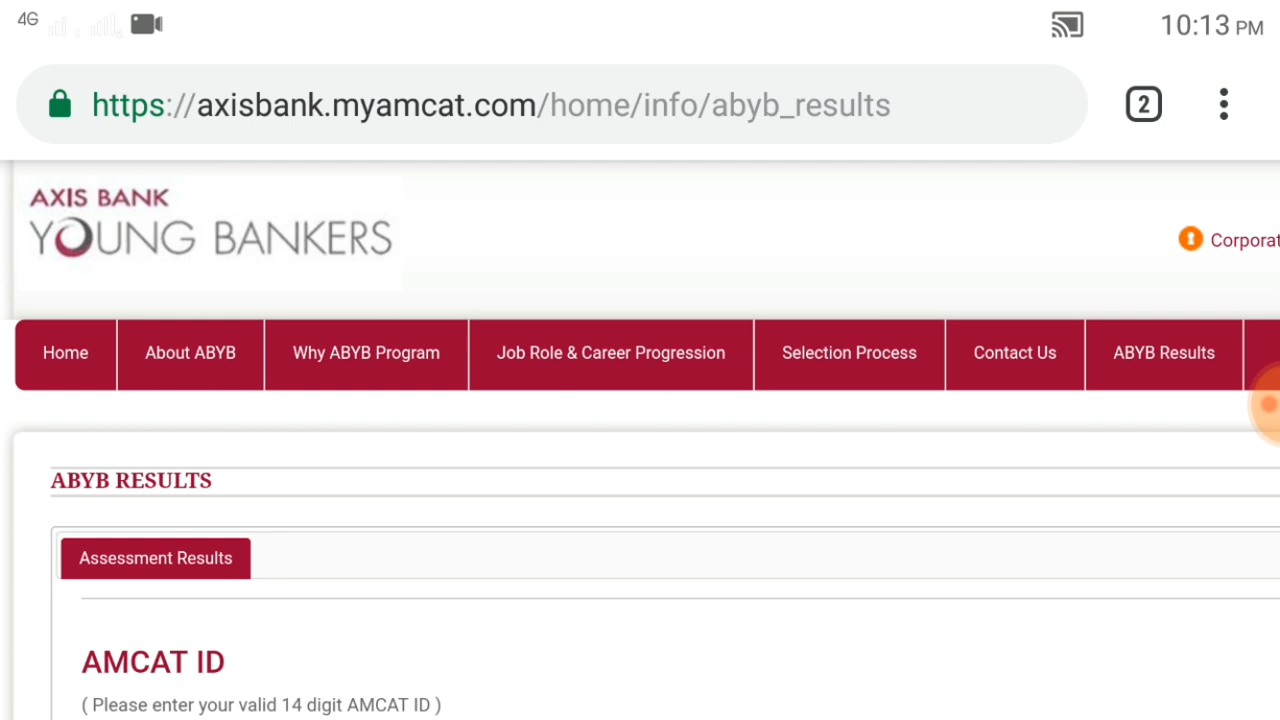 4G
10:13 PM
https://axisbank.myamcat.com/home/info/abyb_results
2
AXIS BANK
YOUNG BANKERS
Corporat
Home
About ABYB
Why ABYB Program
Job Role & Career Progression
Selection Process
Contact Us
ABYB Results
ABYB RESULTS
Assessment Results
AMCAT ID
( Please enter your valid 14 digit AMCAT ID )